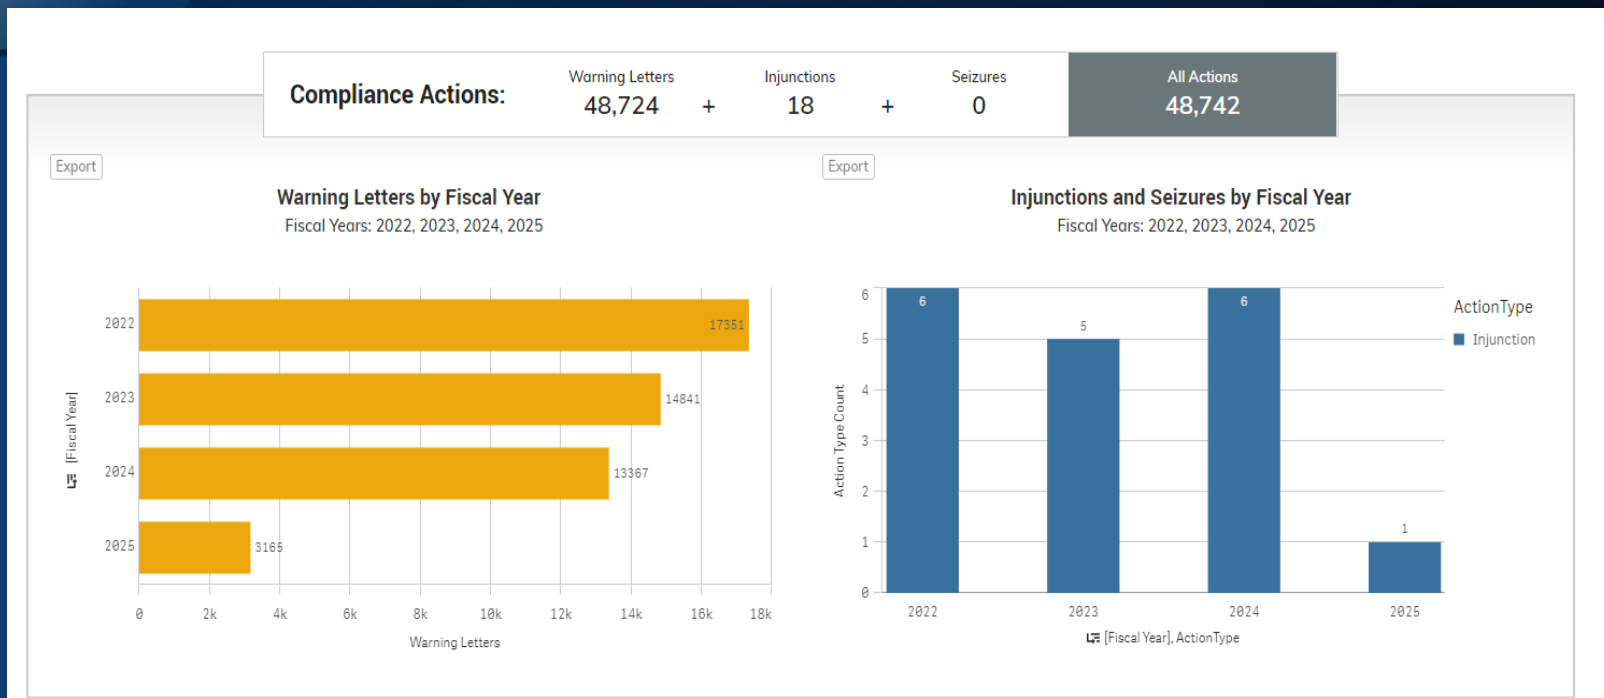 Compliance Actions:
Warning Letters
48,724
+
Injunctions
18
+
Seizures
0
All Actions
48,742
Export
Warning Letters by Fiscal Year
Fiscal Years: 2022, 2023, 2024, 2025
[Fiscal Year]
2022
17351
2023
14841
2024
13367
2025
3165
0 2k 4k 6k 8k 10k 12k 14k 16k 18k
Warning Letters
Export
Injunctions and Seizures by Fiscal Year
Fiscal Years: 2022, 2023, 2024, 2025
Action Type Count
6
5
4
3
2
1
0
6
5
6
1
2022 2023 2024 2025
[Fiscal Year], ActionType
ActionType
Injunction